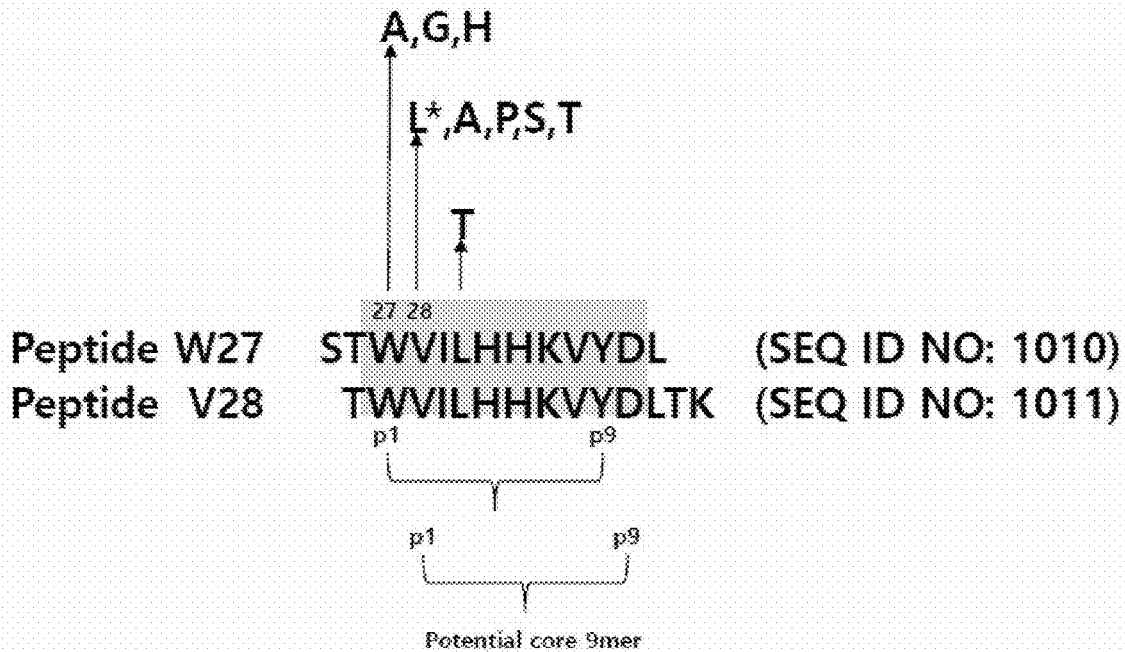 A,G,H
L*,A,P,S,T
T
27 28
Peptide W27 STWVILHHKVYDL (SEQ ID NO: 1010)
Peptide V28 TWVILHHKVYDLTK (SEQ ID NO: 1011)
p1 p9
p1 p9
Potential core 9mer